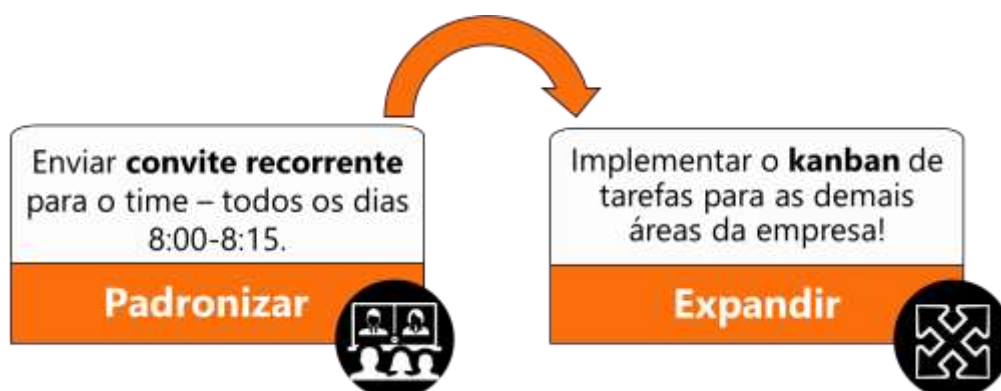 Enviar convite recorrente
para o time – todos os dias
8:00-8:15.
Padronizar
Implementar o kanban de
tarefas para as demais
áreas da empresa!
Expandir